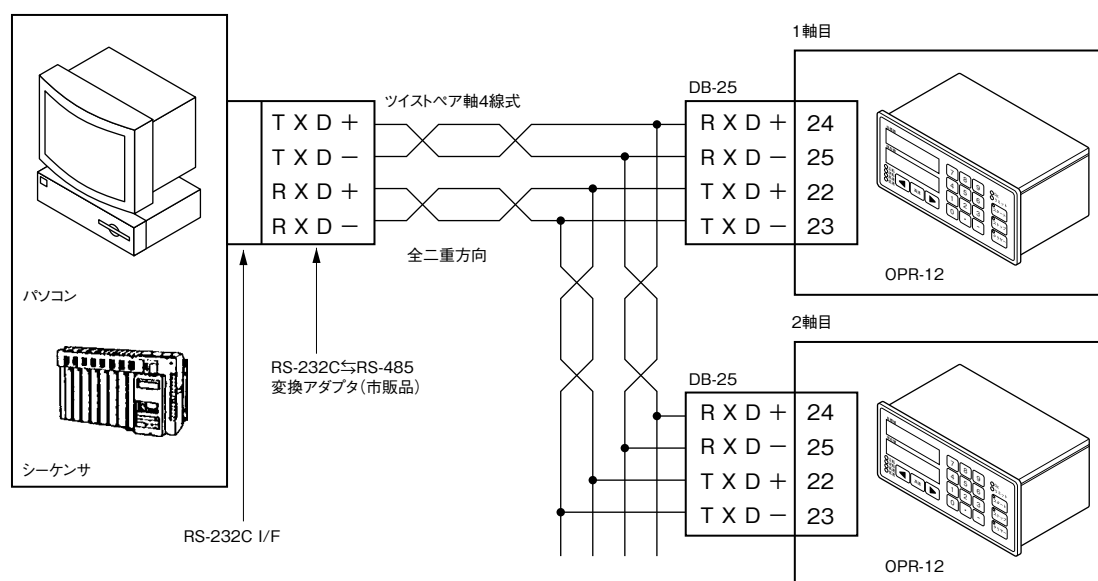 パソコン
シーケンサ
RS-232C I/F
TXD＋
TXD－
RXD＋
RXD－
ツイストペア軸4線式
全二重方向
RS-232C⇆RS-485
変換アダプタ（市販品）
1軸目
DB-25
RXD＋ 24
RXD－ 25
TXD＋ 22
TXD－ 23
OPR-12
2軸目
DB-25
RXD＋ 24
RXD－ 25
TXD＋ 22
TXD－ 23
OPR-12